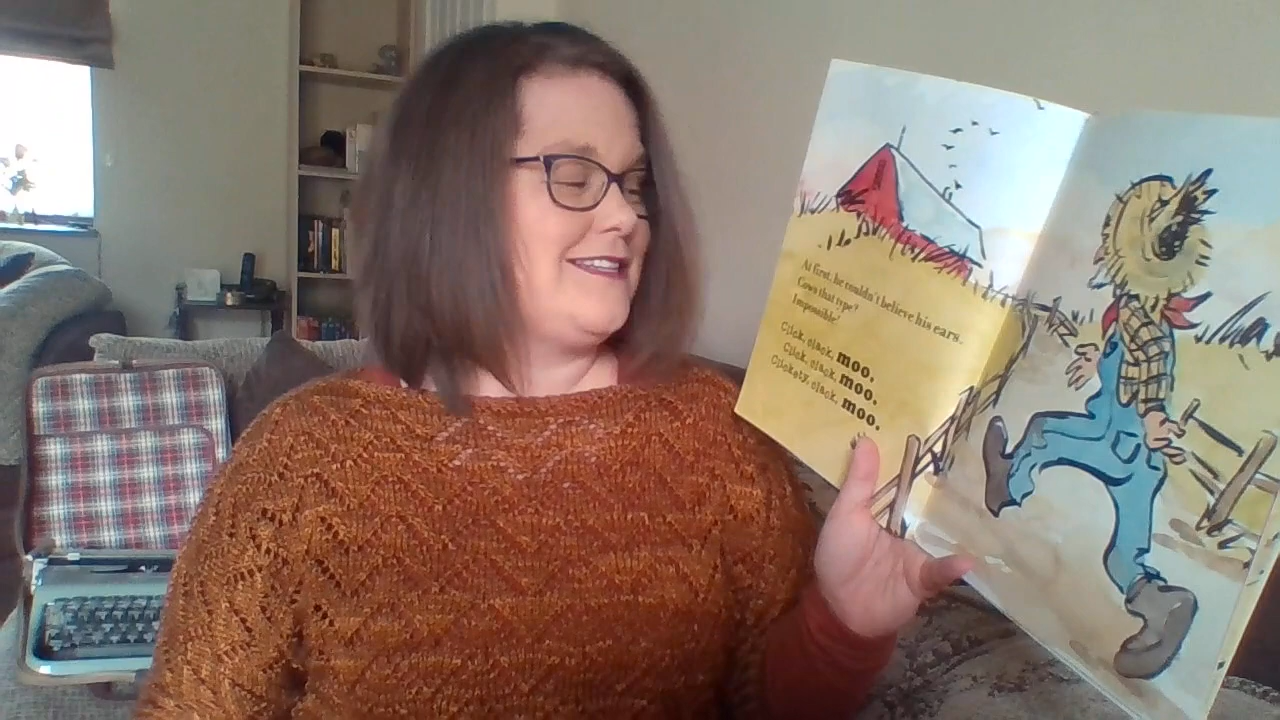 At first, he couldn't believe his ears.
Cows that type?
Impossible!
Click, clack, moo.
Click, clack, moo.
Clickety, clack, moo.